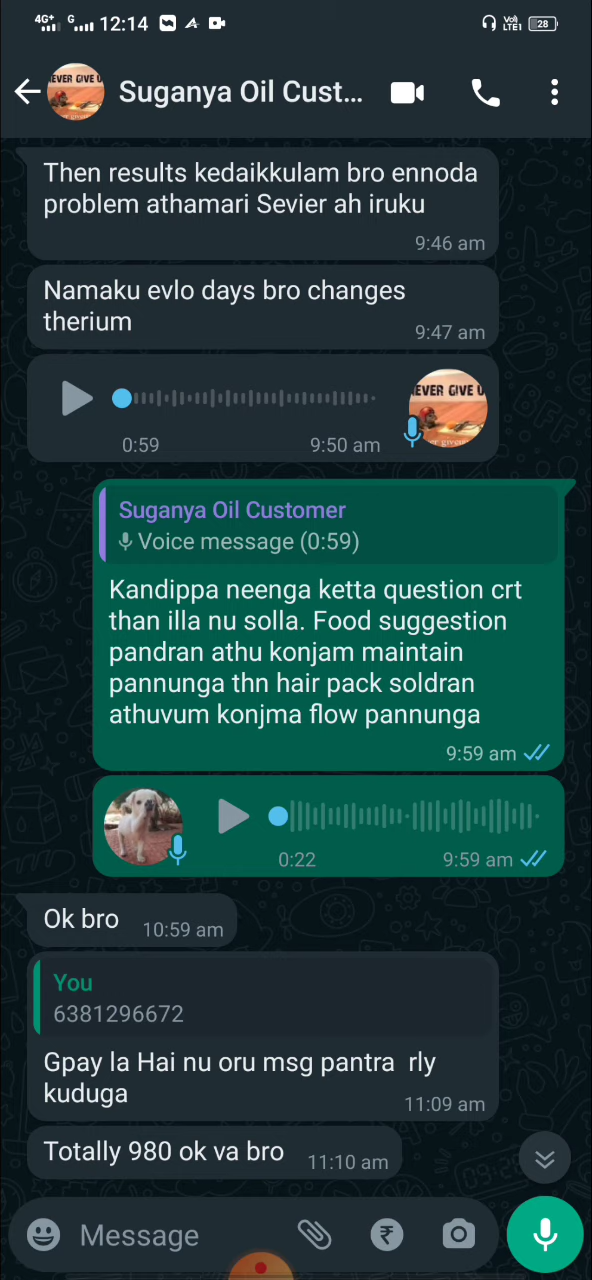 4G+ G 12:14 Vo) LTE1 28
EVER GIVE U Suganya Oil Cust...
Then results kedaikkulam bro ennoda
problem athamari Sevier ah iruku
9:46 am
Namaku evlo days bro changes
therium
9:47 am
EVER GIVE U
0:59 9:50 am
Suganya Oil Customer
Voice message (0:59)
Kandippa neenga ketta question crt
than illa nu solla. Food suggestion
pandran athu konjam maintain
pannunga thn hair pack soldran
athuvum konjma flow pannunga
9:59 am
0:22 9:59 am
Ok bro 10:59 am
You
6381296672
Gpay la Hai nu oru msg pantra rly
kuduga
11:09 am
Totally 980 ok va bro 11:10 am
Message ₹